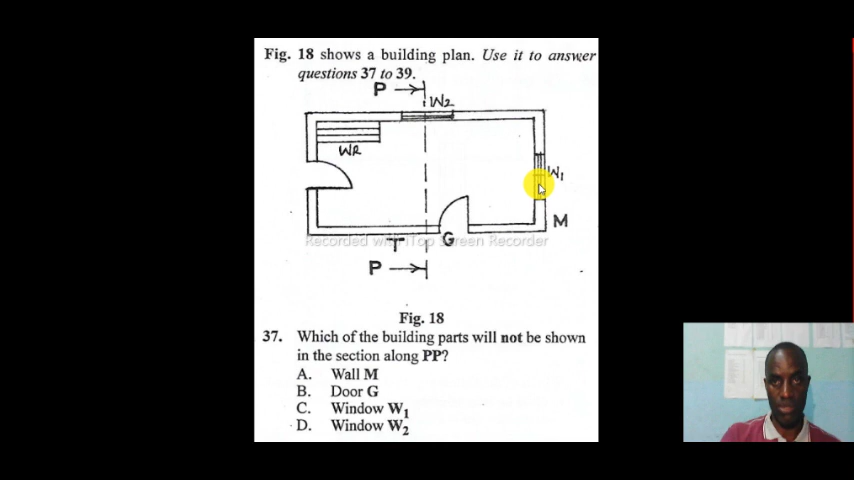 Fig. 18 shows a building plan. Use it to answer
questions 37 to 39.
P
W2
WR
W1
M
Recorded with iTop Screen Recorder
T
G
P
Fig. 18
37. Which of the building parts will not be shown
in the section along PP?
A. Wall M
B. Door G
C. Window W1
D. Window W2